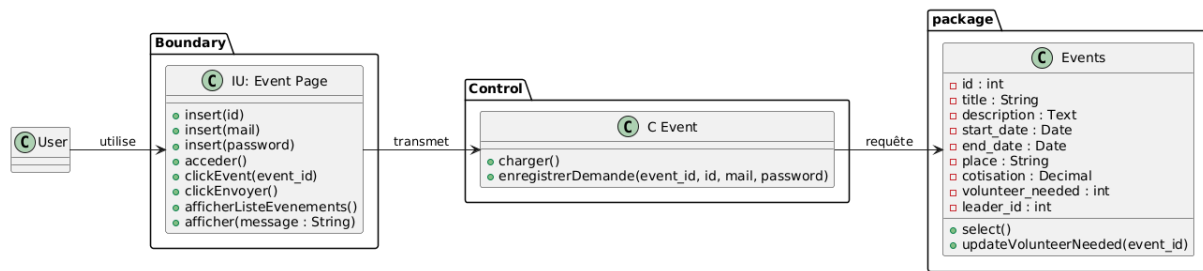 C User
utilise
Boundary
C IU: Event Page
insert(id)
insert(mail)
insert(password)
acceder()
clickEvent(event_id)
clickEnvoyer()
afficherListeEvenements()
afficher(message : String)
transmet
Control
C C Event
charger()
enregistrerDemande(event_id, id, mail, password)
requête
package
C Events
id : int
title : String
description : Text
start_date : Date
end_date : Date
place : String
cotisation : Decimal
volunteer_needed : int
leader_id : int
select()
updateVolunteerNeeded(event_id)